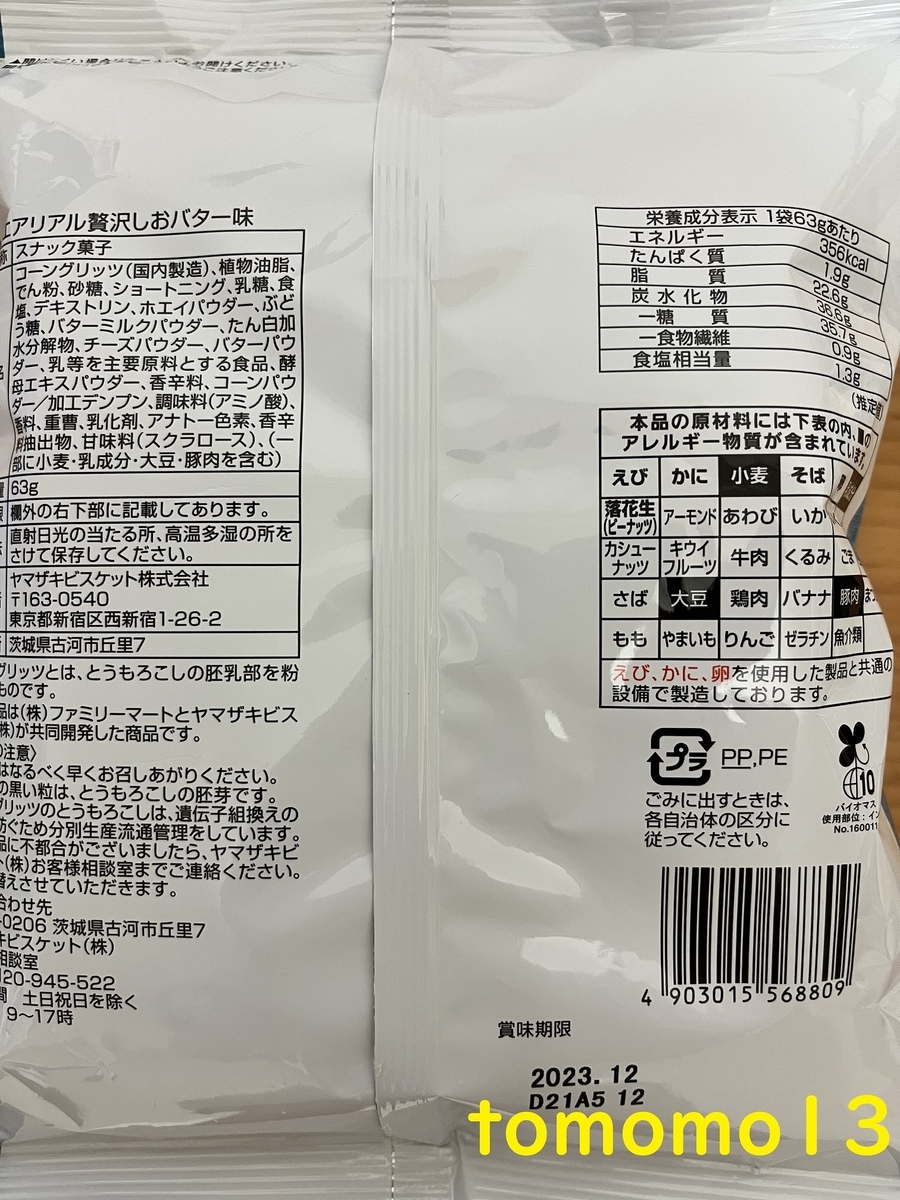 エアリアル贅沢しおバター味
スナック菓子
コーングリッツ(国内製造)、植物油脂、
でん粉、砂糖、ショートニング、乳糖、食
塩、デキストリン、ホエイパウダー、ぶど
う糖、バターミルクパウダー、たん白加
水分解物、チーズパウダー、バターパウ
ダー、乳等を主要原料とする食品、酵
母エキスパウダー、香辛料、コーンパウ
ダー/加工デンプン、調味料(アミノ酸)、
香料、重曹、乳化剤、アナトー色素、香辛
料抽出物、甘味料(スクラロース)、(一
部に小麦・乳成分・大豆・豚肉を含む)
63g
欄外の右下部に記載してあります。
直射日光の当たる所、高温多湿の所を
さけて保存してください。
ヤマザキビスケット株式会社
〒163-0540
東京都新宿区西新宿1-26-2
茨城県古河市丘里7
グリッツとは、とうもろこしの胚乳部を粉
ものです。
品は(株)ファミリーマートとヤマザキビス
(株)が共同開発した商品です。
注意〉
はなるべく早くお召しあがりください。
の黒い粒は、とうもろこしの胚芽です。
グリッツのとうもろこしは、遺伝子組換えの
防ぐため分別生産流通管理をしています。
品に不都合がございましたら、ヤマザキビ
ト(株)お客様相談室までご連絡ください。
替えさせていただきます。
合わせ先
-0206 茨城県古河市丘里7
キビスケット(株)
相談室
120-945-522
間 土日祝日を除く
9〜17時
栄養成分表示 1袋63gあたり
エネルギー 356kcal
たんぱく質 1.9g
脂質 22.6g
炭水化物 36.6g
―糖質 35.7g
―食物繊維 0.9g
食塩相当量 1.3g
(推定値)
本品の原材料には下表の内、■の
アレルギー物質が含まれています。
えび かに 小麦 そば
落花生(ピーナッツ) アーモンド あわび いか
カシューナッツ キウイフルーツ 牛肉 くるみ ごま
さば 大豆 鶏肉 バナナ 豚肉
もも やまいも りんご ゼラチン 魚介類
えび、かに、卵を使用した製品と共通の
設備で製造しております。
プラ PP,PE
ごみに出すときは、
各自治体の区分に
従ってください。
10
バイオマス
使用部位:イン
No.160011
4 903015 568809
賞味期限
2023.12
D21A5 12
tomomo13